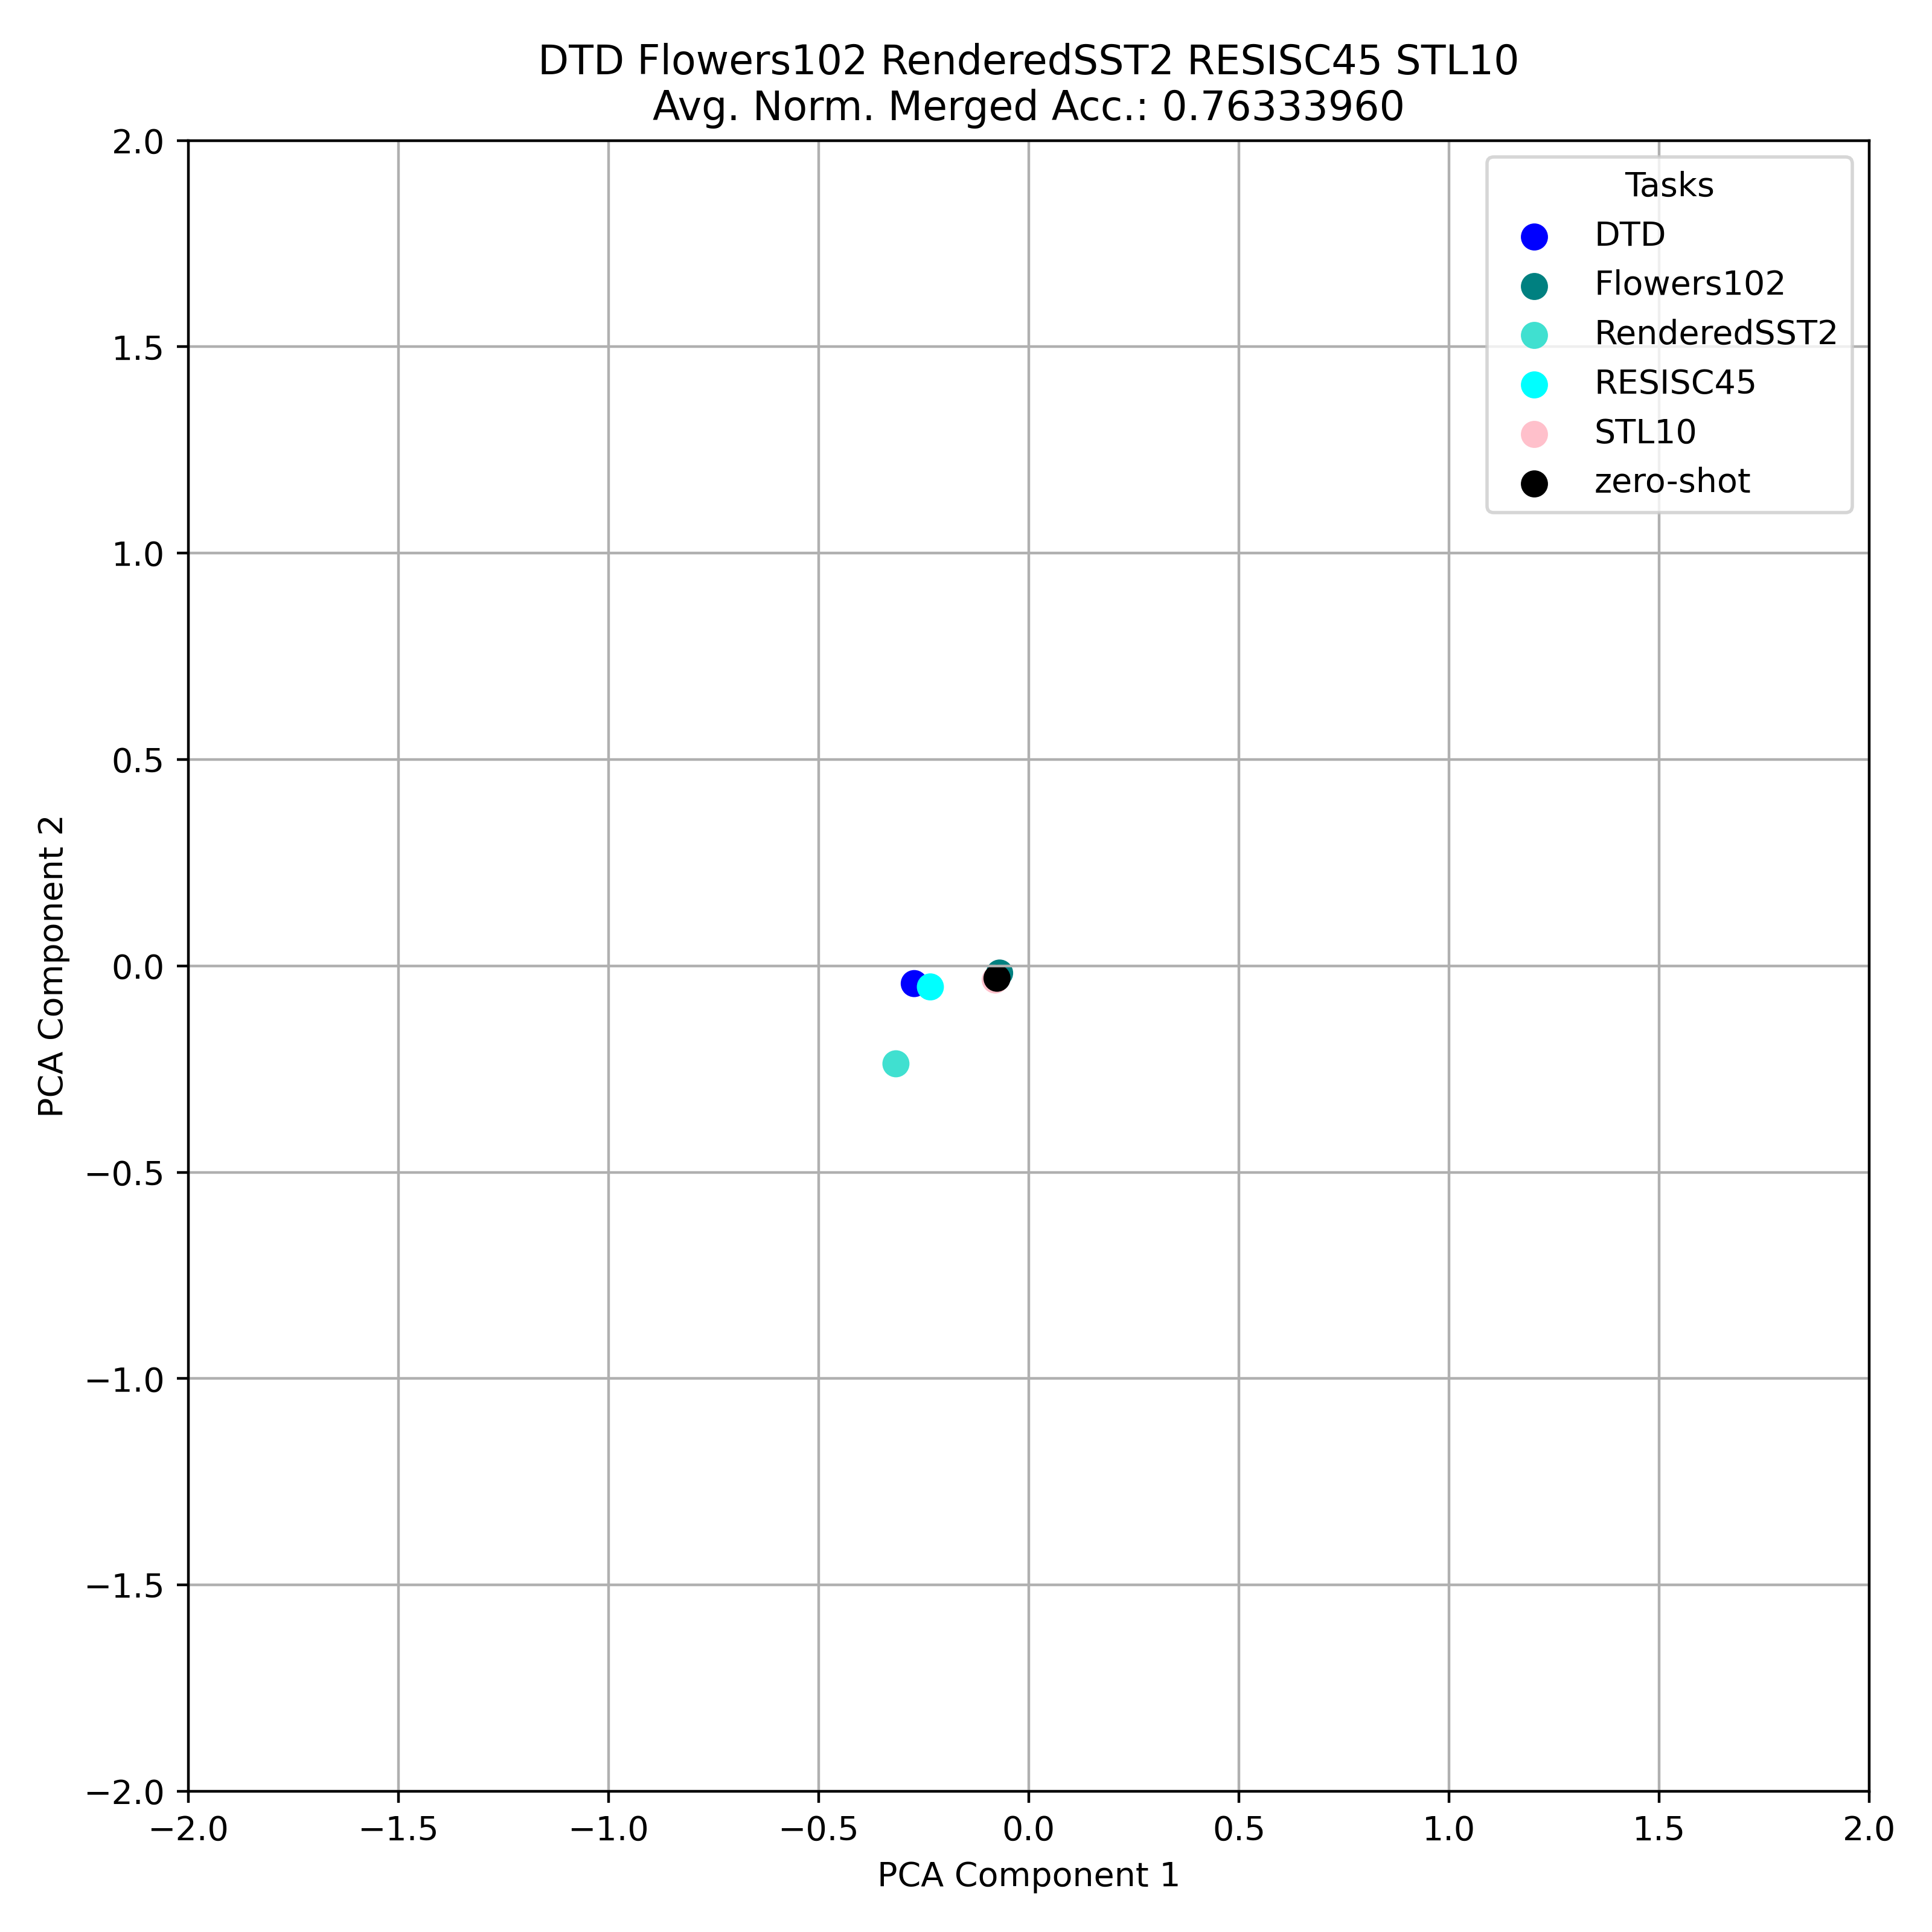 DTD Flowers102 RenderedSST2 RESISC45 STL10
Avg. Norm. Merged Acc.: 0.76333960
Tasks
DTD
Flowers102
RenderedSST2
RESISC45
STL10
zero-shot
PCA Component 2
2.0
1.5
1.0
0.5
0.0
−0.5
−1.0
−1.5
−2.0
−2.0 −1.5 −1.0 −0.5 0.0 0.5 1.0 1.5 2.0
PCA Component 1